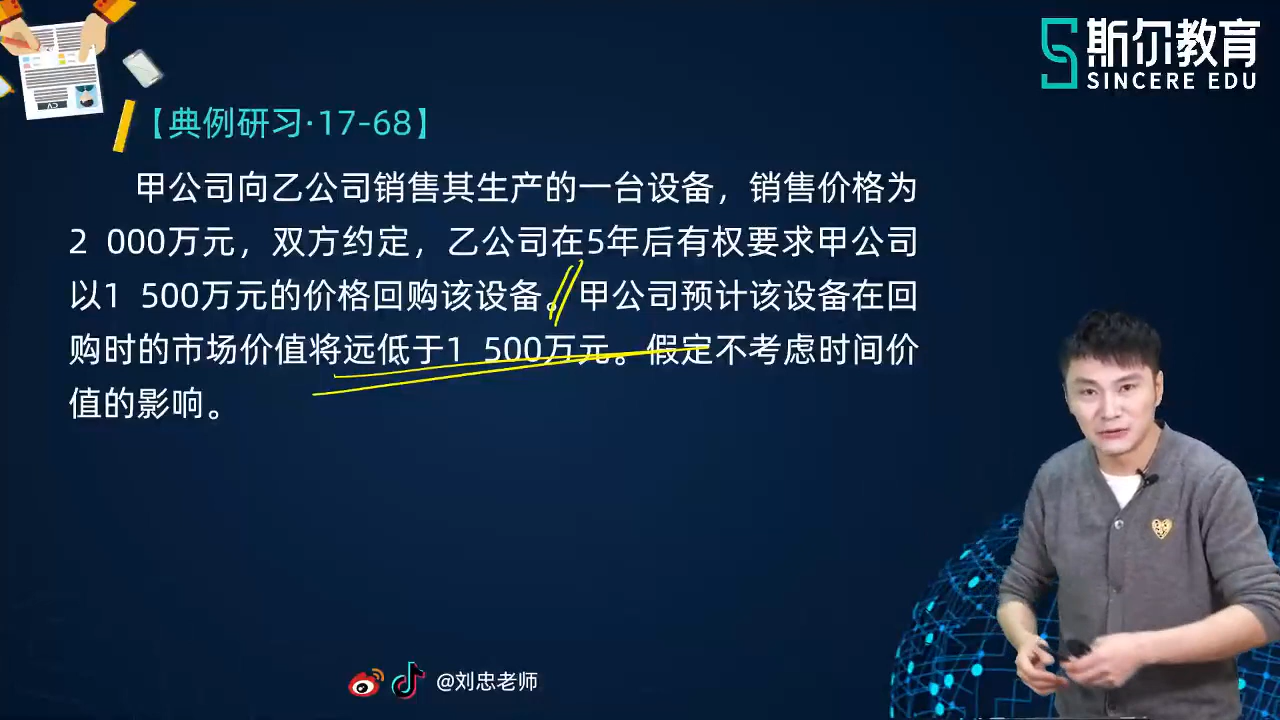 斯尔教育
SINCERE EDU
【典例研习·17-68】
甲公司向乙公司销售其生产的一台设备，销售价格为
2 000万元，双方约定，乙公司在5年后有权要求甲公司
以1 500万元的价格回购该设备。甲公司预计该设备在回
购时的市场价值将远低于1 500万元。假定不考虑时间价
值的影响。
@刘忠老师